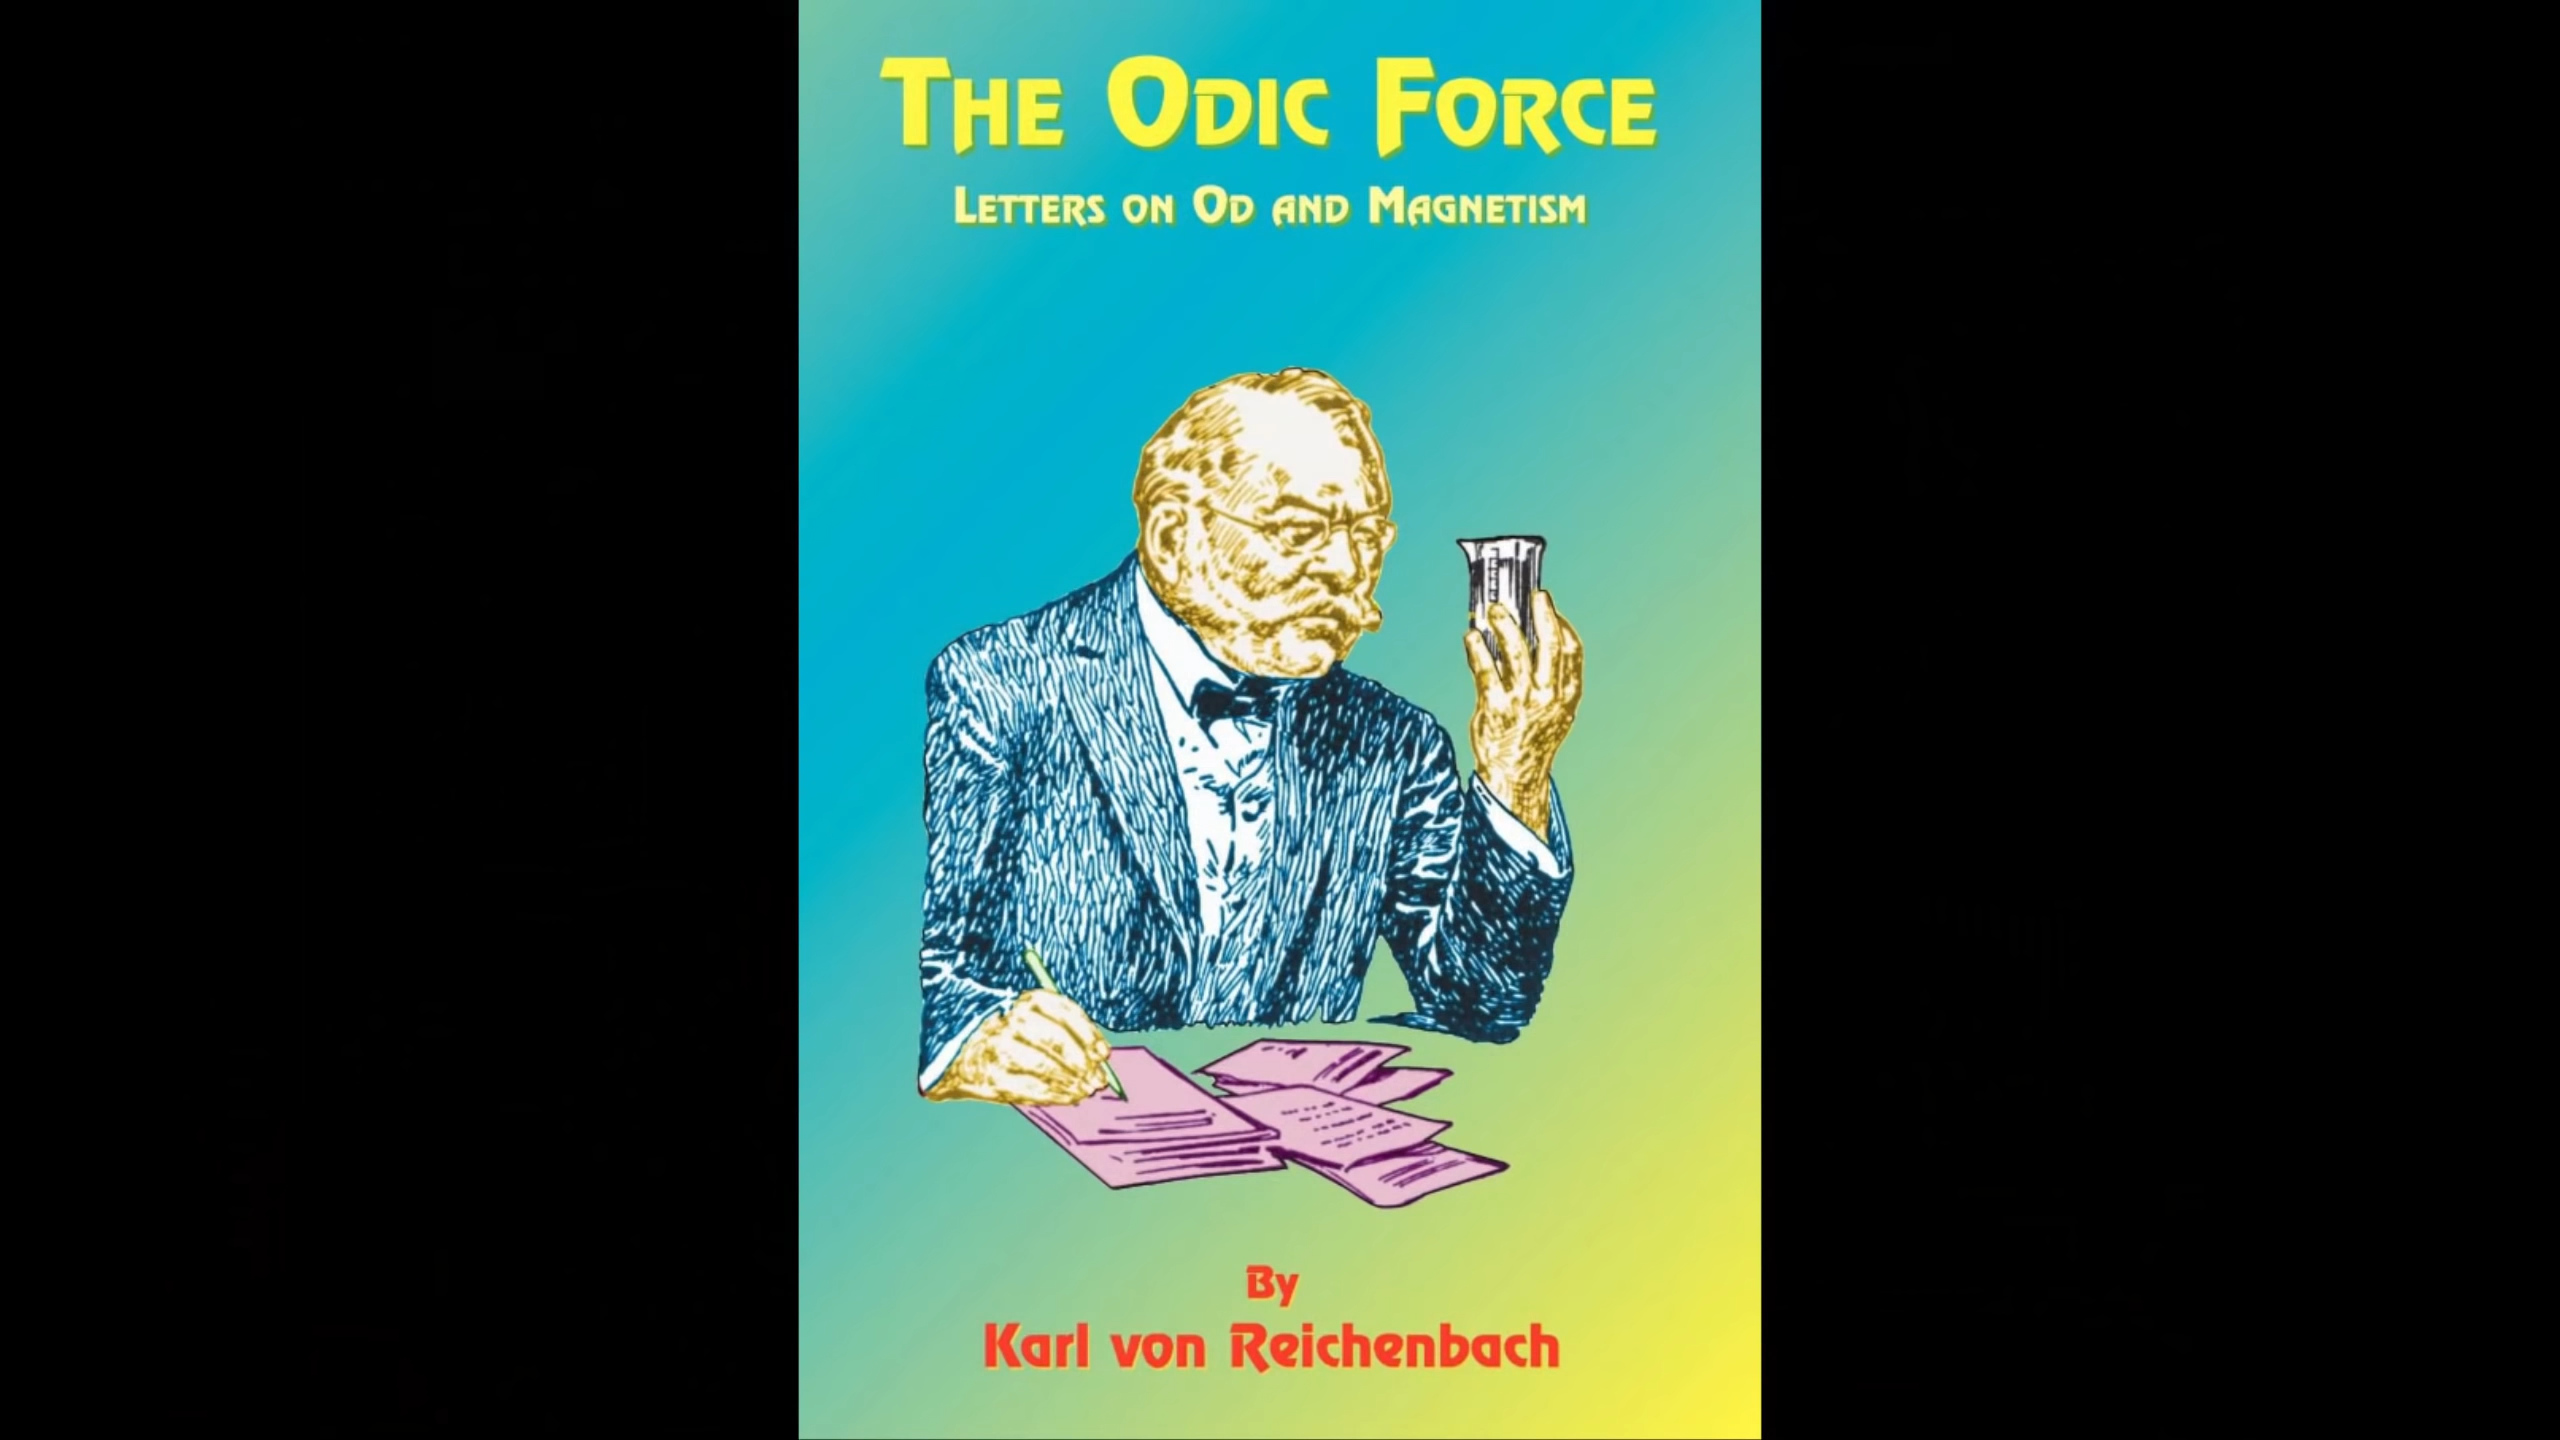 The Odic Force
Letters on Od and Magnetism
By
Karl von Reichenbach